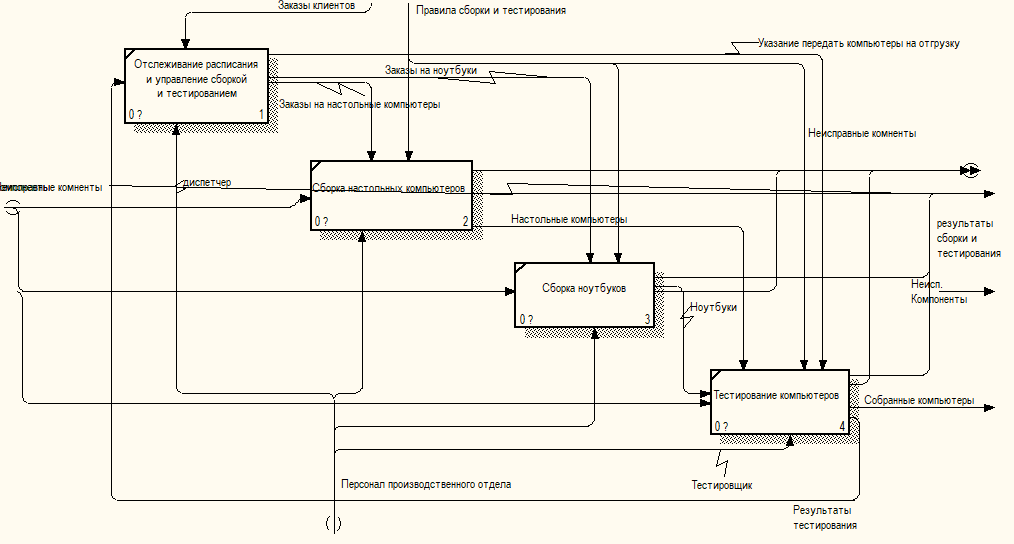 Заказы клиентов
Правила сборки и тестирования
Указание передать компьютеры на отгрузку
Отслеживание расписания
и управление сборкой
и тестированием
0 ?
1
Заказы на ноутбуки
Заказы на настольные компьютеры
Неисправные комненты
комненты
диспетчер
Сборка настольных компьютеров
0 ?
2
Настольные компьютеры
результаты
сборки и
тестирования
Сборка ноутбуков
0 ?
3
Неисп.
Компоненты
Ноутбуки
Тестирование компьютеров
0 ?
4
Собранные компьютеры
Персонал производственного отдела
Тестировщик
Результаты
тестирования